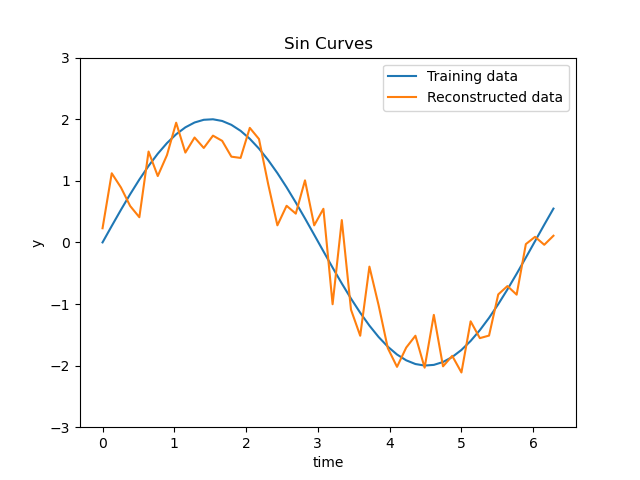 Sin Curves
Training data
Reconstructed data
3
2
1
0
−1
−2
−3
y
0 1 2 3 4 5 6
time